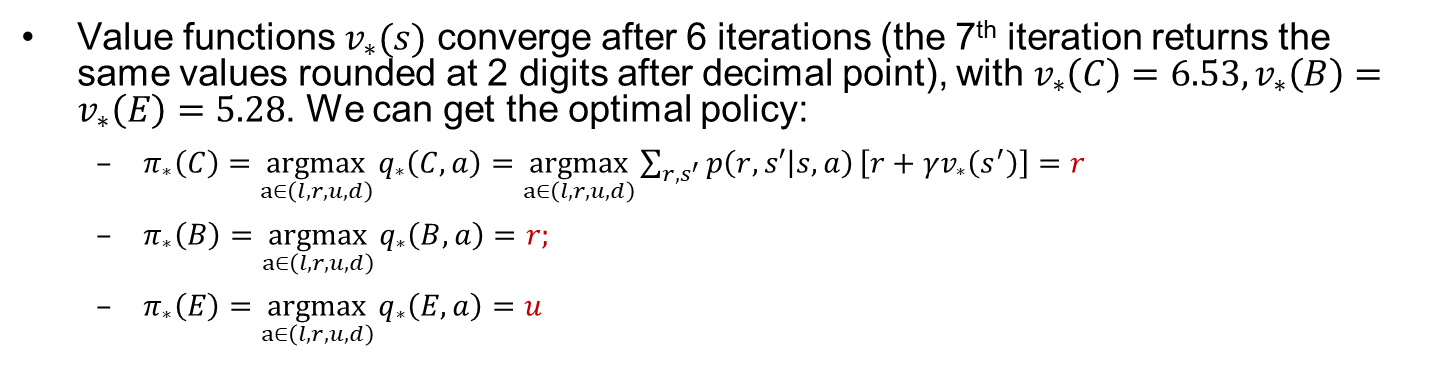 • Value functions 𝑣∗(𝑠) converge after 6 iterations (the 7th iteration returns the
same values rounded at 2 digits after decimal point), with 𝑣∗(𝐶) = 6.53, 𝑣∗(𝐵) =
𝑣∗(𝐸) = 5.28. We can get the optimal policy:
– 𝜋∗(𝐶) = argmax 𝑞∗(𝐶, 𝑎) = argmax ∑𝑟,𝑠′ 𝑝(𝑟, 𝑠′|𝑠, 𝑎) [𝑟 + 𝛾𝑣∗(𝑠′)] = 𝑟
a∈(𝑙,𝑟,𝑢,𝑑) a∈(𝑙,𝑟,𝑢,𝑑)
– 𝜋∗(𝐵) = argmax 𝑞∗(𝐵, 𝑎) = 𝑟;
a∈(𝑙,𝑟,𝑢,𝑑)
– 𝜋∗(𝐸) = argmax 𝑞∗(𝐸, 𝑎) = 𝑢
a∈(𝑙,𝑟,𝑢,𝑑)